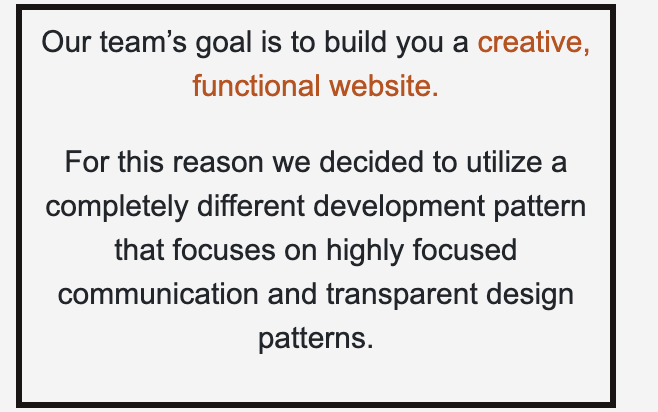 Our team’s goal is to build you a creative,
functional website.
For this reason we decided to utilize a
completely different development pattern
that focuses on highly focused
communication and transparent design
patterns.